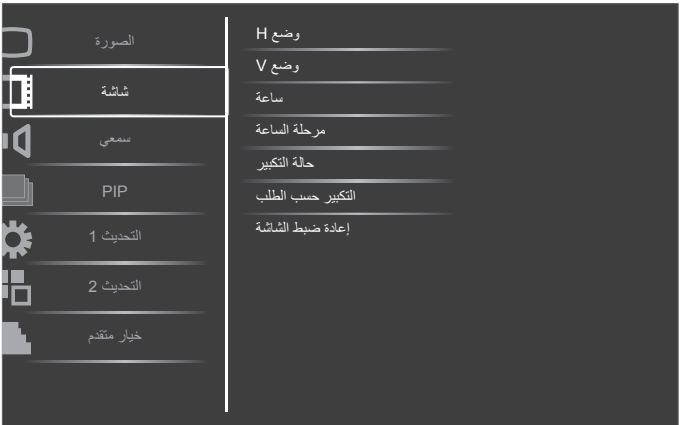 الصورة
شاشة
سمعي
PIP
التحديث 1
التحديث 2
خيار متقدم
وضع H
وضع V
ساعة
مرحلة الساعة
حالة التكبير
التكبير حسب الطلب
إعادة ضبط الشاشة